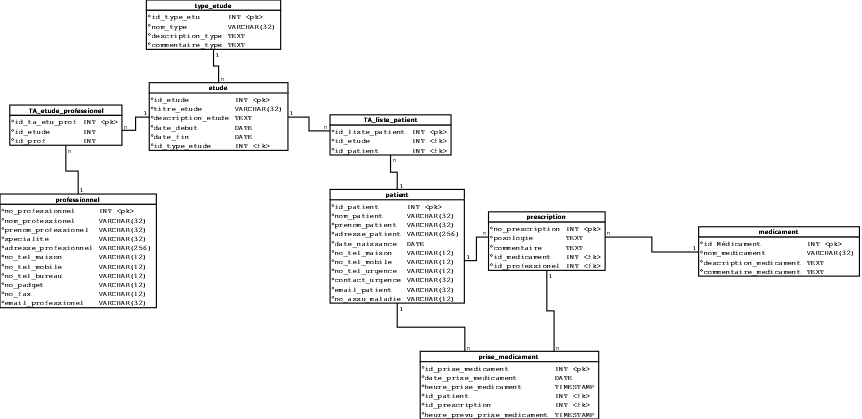 type_etude
°id_type_etu INT <pk>
°nom_type VARCHAR(32)
°description_type TEXT
°commentaire_type TEXT
1
n
etude
°id_etude INT <pk>
°titre_etude VARCHAR(32)
°description_etude TEXT
°date_debut DATE
°date_fin DATE
°id_type_etude INT <fk>
1
n
1
n
TA_etude_professionel
°id_ta_etu_prof INT <pk>
°id_etude INT
°id_prof INT
n
1
TA_liste_patient
°id_liste_patient INT <pk>
°id_etude INT <fk>
°id_patient INT <fk>
n
1
professionnel
°no_professionnel INT <pk>
°nom_professionel VARCHAR(32)
°prenom_professionel VARCHAR(32)
°specialite VARCHAR(32)
°adresse_profesionnel VARCHAR(256)
°no_tel_maison VARCHAR(12)
°no_tel_mobile VARCHAR(12)
°no_tel_bureau VARCHAR(12)
°no_padget VARCHAR(12)
°no_fax VARCHAR(12)
°email_professionel VARCHAR(32)
patient
°id_patient INT <pk>
°nom_patient VARCHAR(32)
°prenom_patient VARCHAR(32)
°adresse_patient VARCHAR(256)
°date_naissance DATE
°no_tel_maison VARCHAR(12)
°no_tel_mobile VARCHAR(12)
°no_tel_urgence VARCHAR(12)
°contact_urgence VARCHAR(32)
°email_patient VARCHAR(32)
°no_assu_maladie VARCHAR(12)
1
n
prescription
°no_prescription INT <pk>
°posologie TEXT
°commentaire TEXT
°id_medicament INT <fk>
°id_professionel INT <fk>
n
1
medicament
°id Médicament INT <pk>
°nom_medicament VARCHAR(32)
°description_medicament TEXT
°commentaire_medicament TEXT
1
1
n
n
prise_medicament
°id_prise_medicament INT <pk>
°date_prise_medicament DATE
°heure_prise_medicament TIMESTAMP
°id_patient INT <fk>
°id_prescription INT <fk>
°heure_prevu_prise_medicament TIMESTAMP